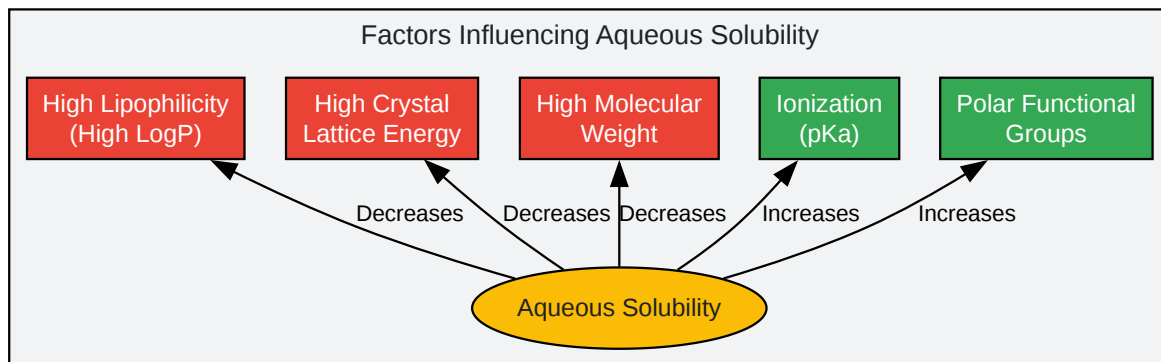 Factors Influencing Aqueous Solubility
High Lipophilicity
(High LogP)
High Crystal
Lattice Energy
High Molecular
Weight
Ionization
(pKa)
Polar Functional
Groups
Decreases
Decreases
Decreases
Increases
Increases
Aqueous Solubility